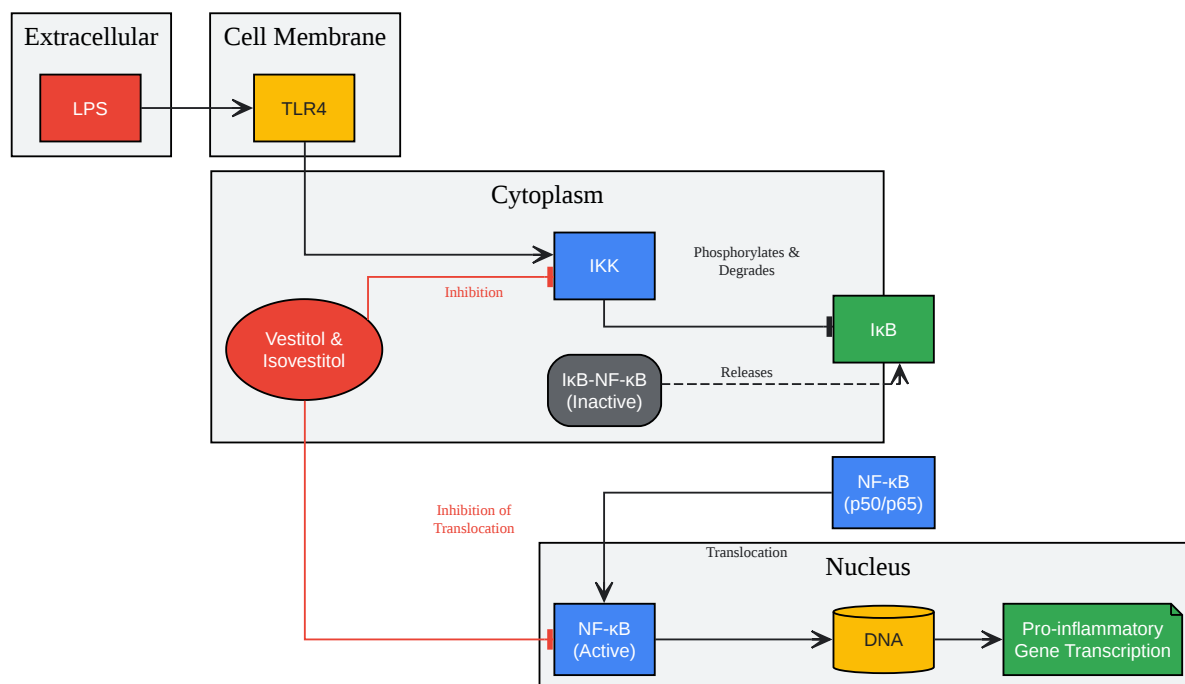 Extracellular
Cell Membrane
LPS
TLR4
Cytoplasm
IKK
Phosphorylates &
Degrades
Inhibition
IκB
Vestitol &
Isovestitol
IκB-NF-κB
(Inactive)
Releases
NF-κB
(p50/p65)
Inhibition of
Translocation
Translocation
Nucleus
NF-κB
(Active)
DNA
Pro-inflammatory
Gene Transcription